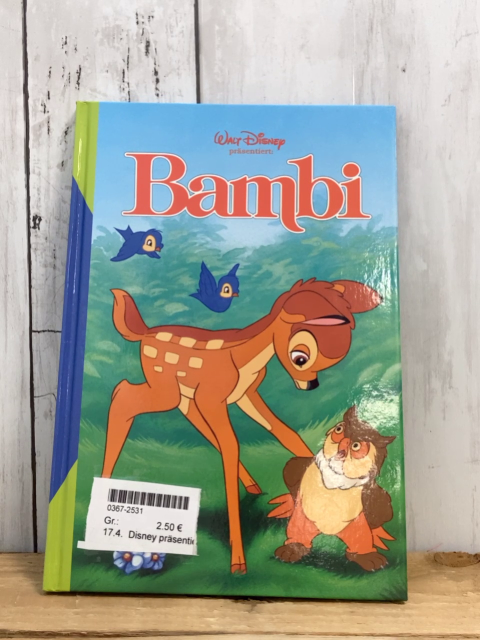 WALT DISNEY
präsentiert:
Bambi
0367-2531
Gr.: 2.50 €
17.4. Disney präsentie